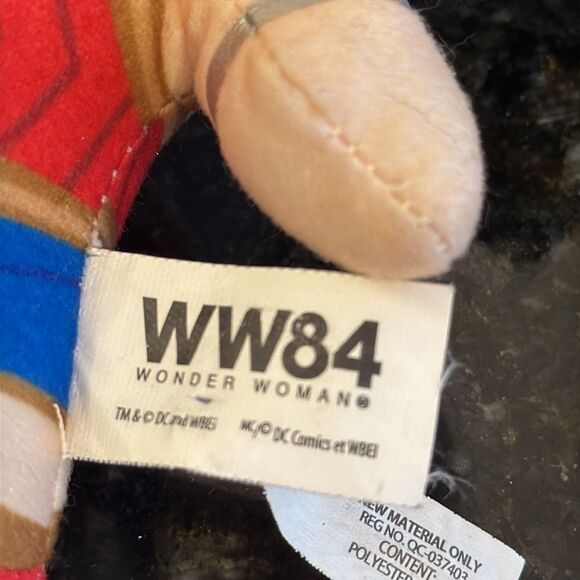 WW84
WONDER WOMAN
TM & © DC and WBEI MC/© DC Comics et WBEI
NEW MATERIAL ONLY
REG NO. QC-037403
CONTENT:
POLYESTER